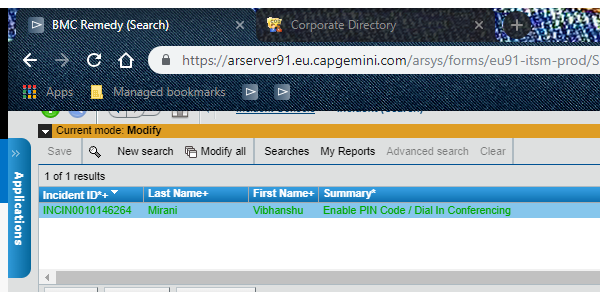 BMC Remedy (Search) Corporate Directory
https://arserver91.eu.capgemini.com/arsys/forms/eu91-itsm-prod/S
Apps Managed bookmarks
Current mode: Modify
Save New search Modify all Searches My Reports Advanced search Clear
Applications
1 of 1 results
Incident ID*+ Last Name+ First Name+ Summary*
INCIN0010146264 Mirani Vibhanshu Enable PIN Code / Dial In Conferencing